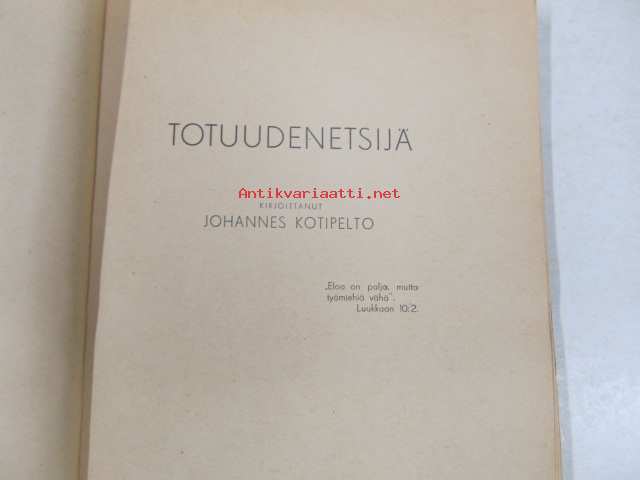 TOTUUDENETSIJÄ
Antikvariaatti.net
KIRJOITTANUT
JOHANNES KOTIPELTO
„Eloa on paljo, mutta
työmiehiä vähä”.
Luukkaan 10:2.